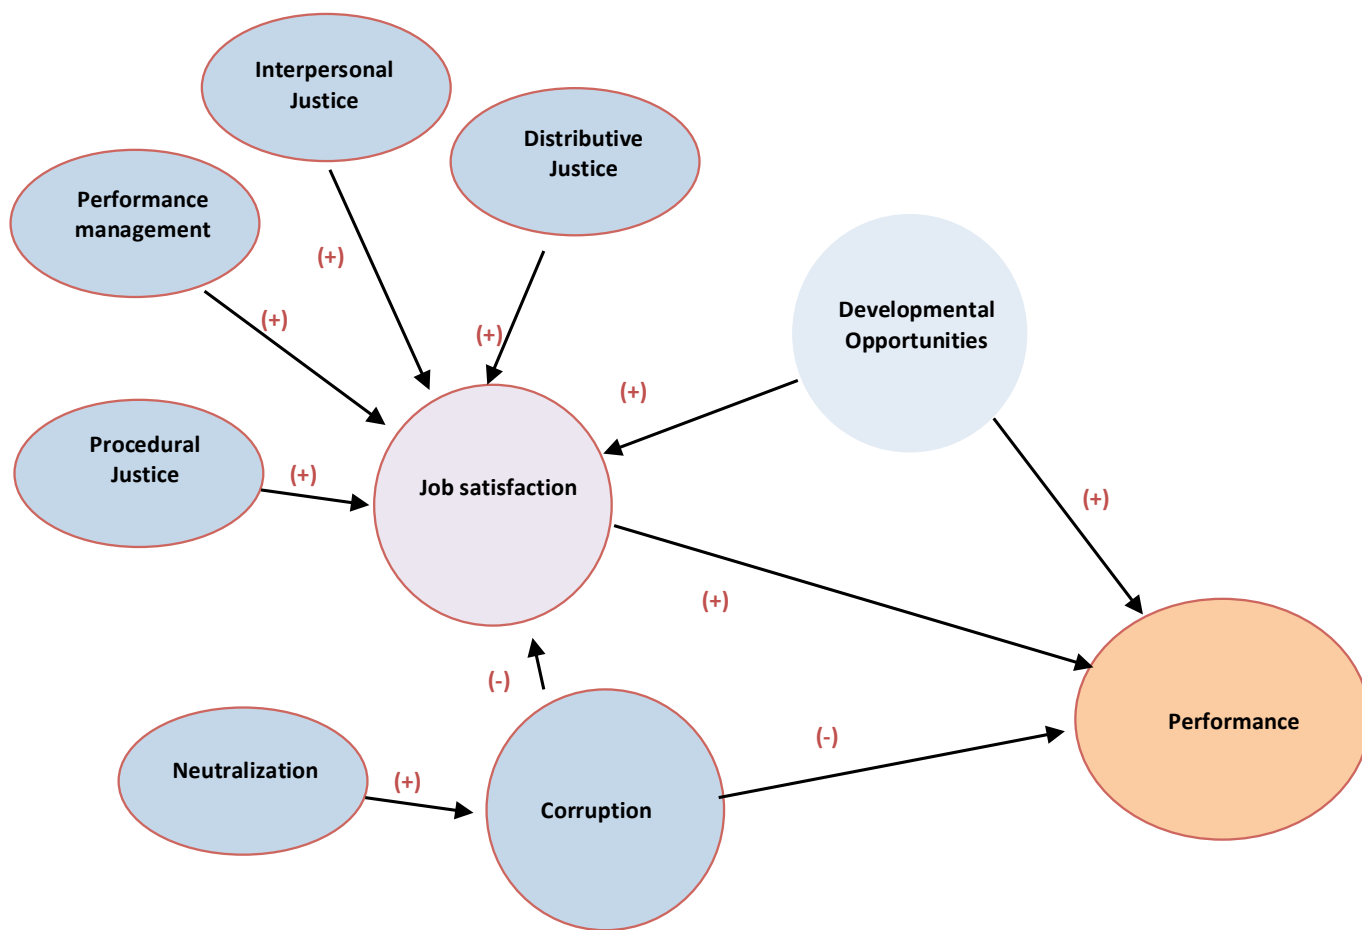 Interpersonal
Justice
Distributive
Justice
Performance
management
(+)
(+)
(+)
Developmental
Opportunities
(+)
Procedural
Justice
(+)
Job satisfaction
(+)
(+)
(-)
Neutralization
(+)
Corruption
(-)
Performance